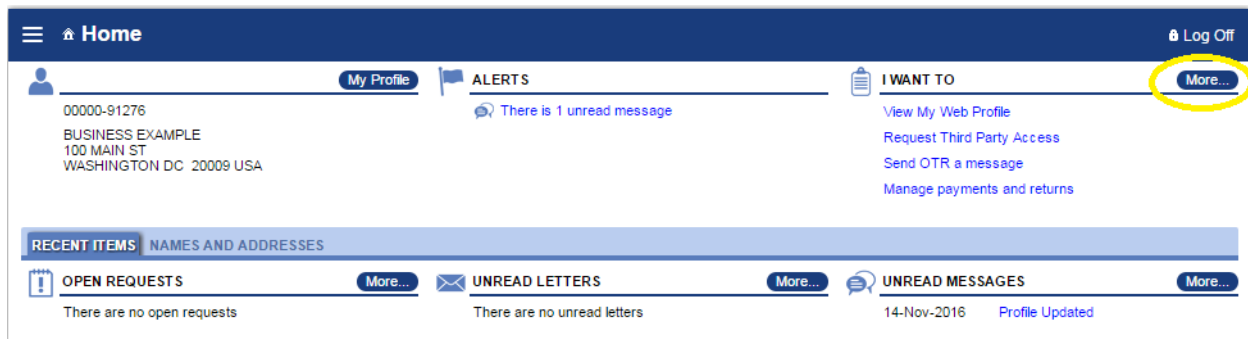 Home
Log Off
My Profile
00000-91276
BUSINESS EXAMPLE
100 MAIN ST
WASHINGTON DC 20009 USA
ALERTS
There is 1 unread message
I WANT TO
More...
View My Web Profile
Request Third Party Access
Send OTR a message
Manage payments and returns
RECENT ITEMS
NAMES AND ADDRESSES
OPEN REQUESTS
More...
There are no open requests
UNREAD LETTERS
More...
There are no unread letters
UNREAD MESSAGES
More...
14-Nov-2016 Profile Updated